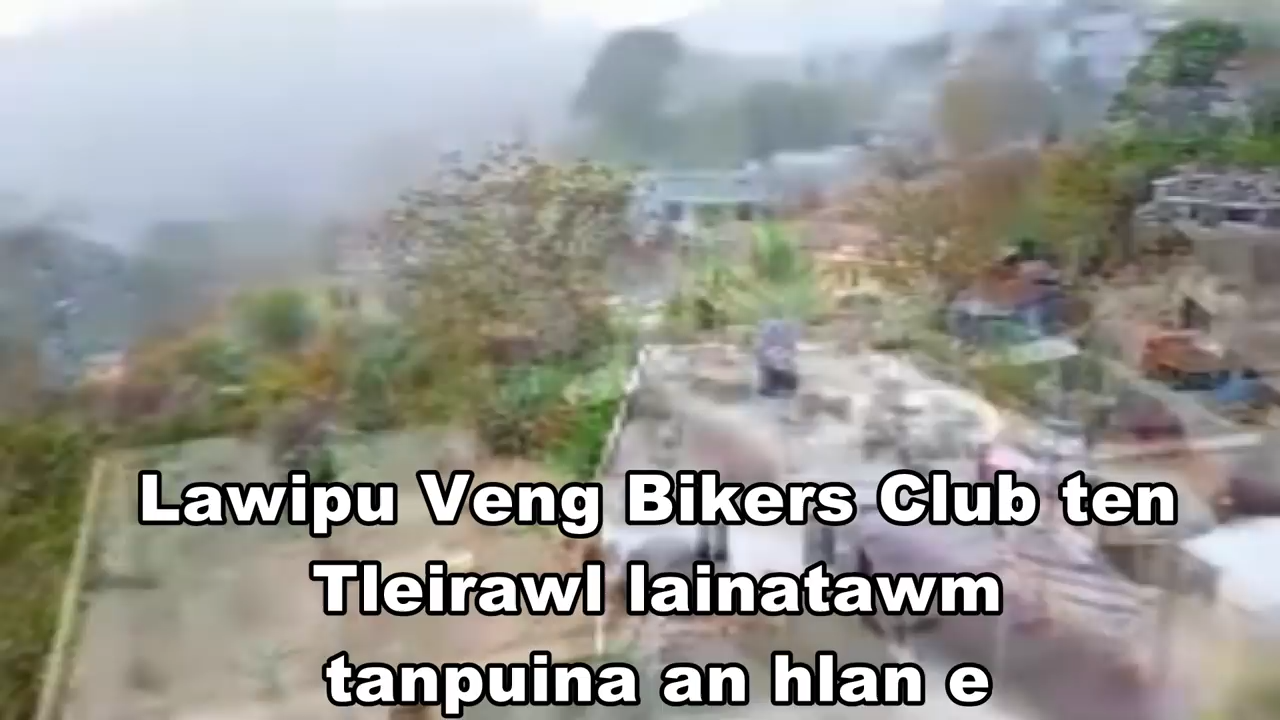 Lawipu Veng Bikers Club ten
Tleirawl lainatawm
tanpuina an hlan e